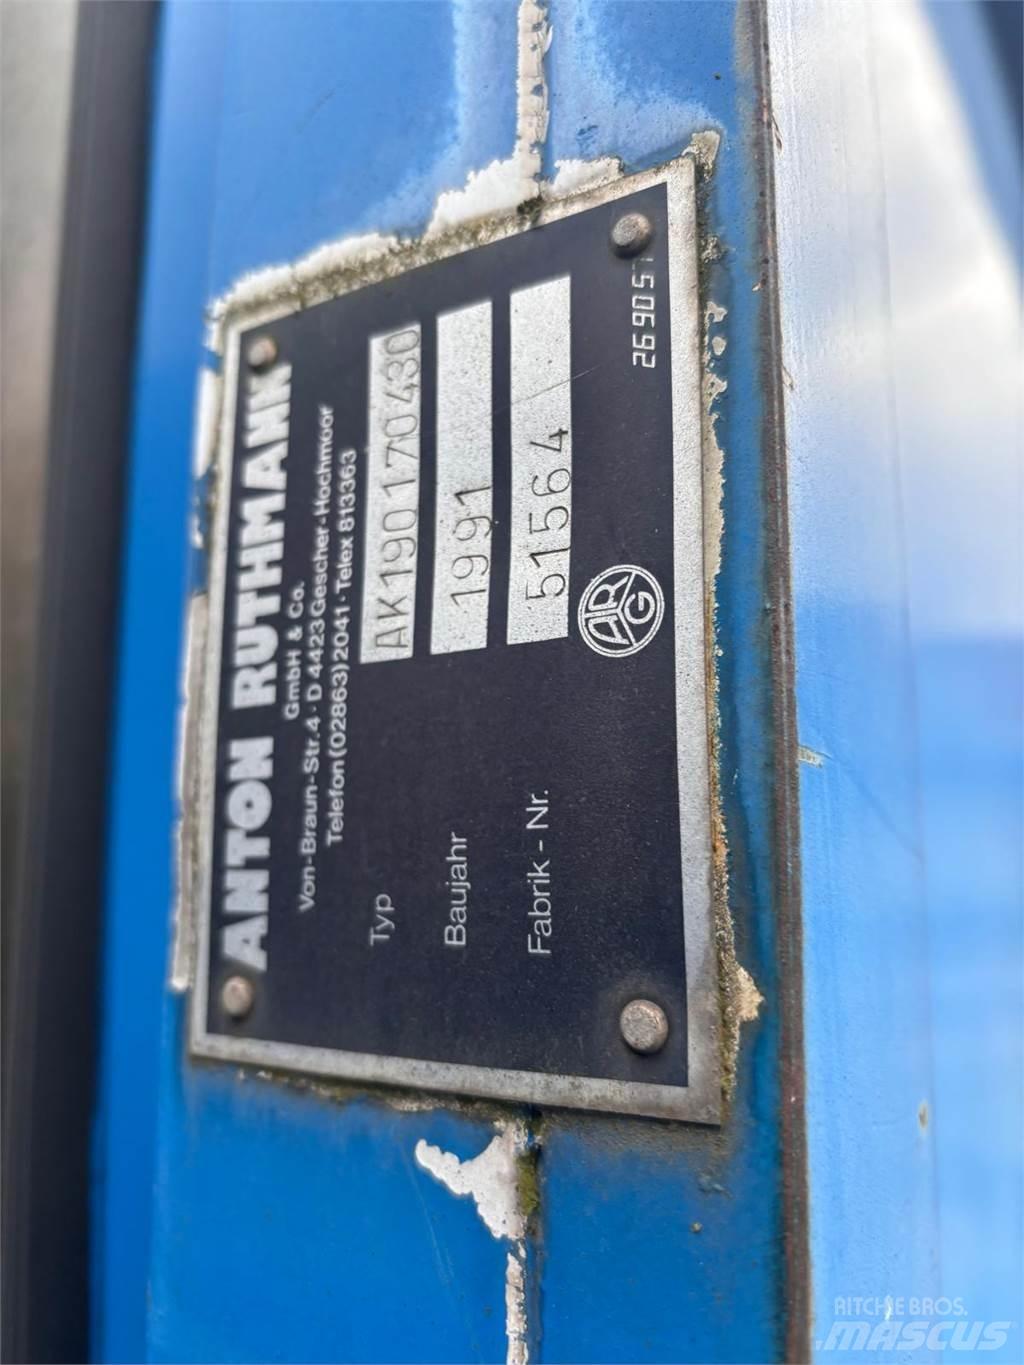 ANTON RUTHMANN
GmbH & Co.
Von-Braun-Str. 4 · D 4423 Gescher-Hochmoor
Telefon (02863) 2041 · Telex 813363
Typ AK190170430
Baujahr 1991
Fabrik-Nr. 51564
ARG
269057
RITCHIE BROS.
MASCUS